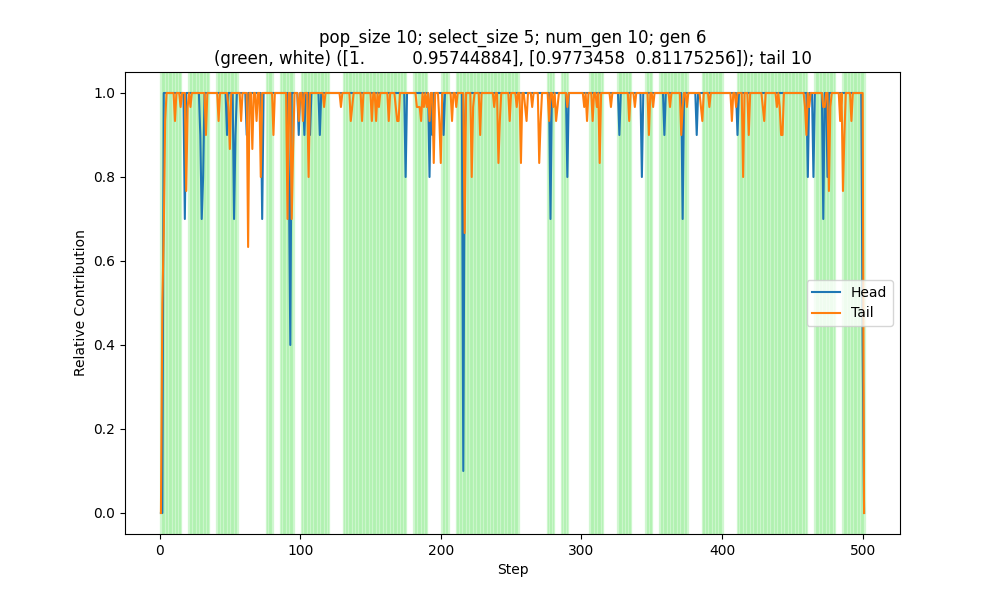 pop_size 10; select_size 5; num_gen 10; gen 6
(green, white) ([1. 0.95744884], [0.9773458 0.81175256]); tail 10
1.0
0.8
0.6
0.4
0.2
0.0
Relative Contribution
Head
Tail
0 100 200 300 400 500
Step